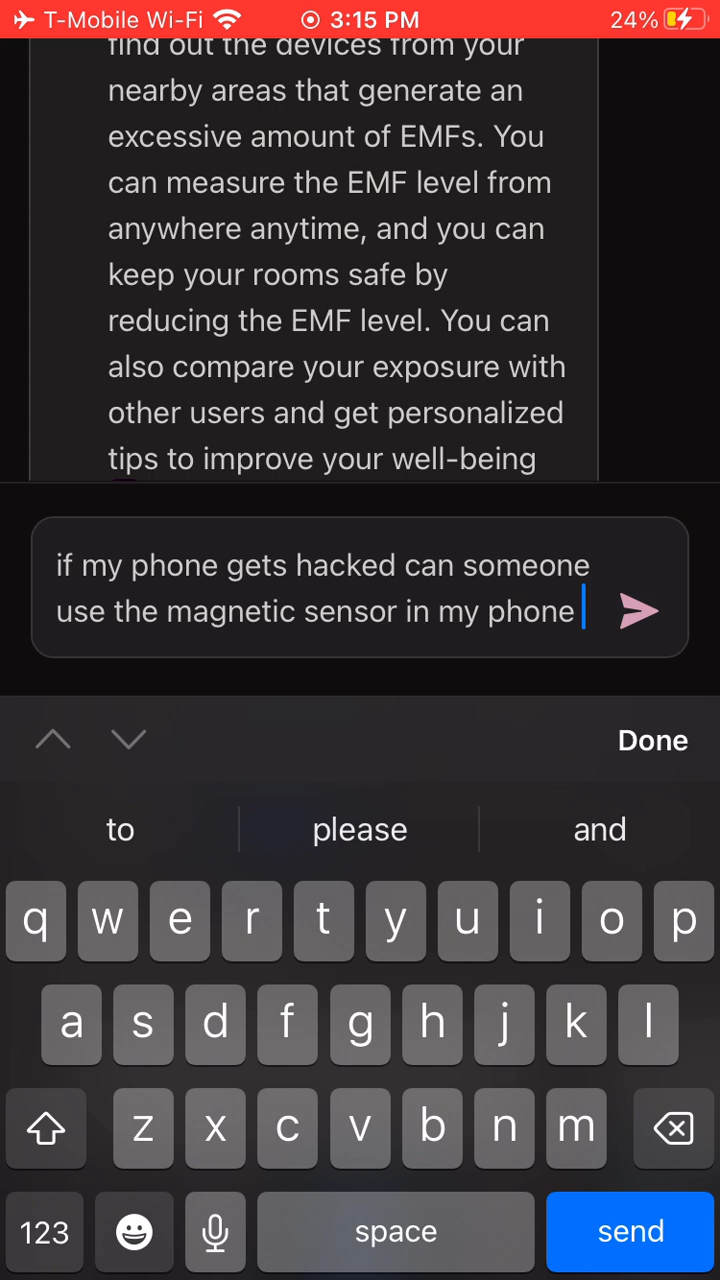 T-Mobile Wi-Fi 3:15 PM 24%
find out the devices from your
nearby areas that generate an
excessive amount of EMFs. You
can measure the EMF level from
anywhere anytime, and you can
keep your rooms safe by
reducing the EMF level. You can
also compare your exposure with
other users and get personalized
tips to improve your well-being
if my phone gets hacked can someone
use the magnetic sensor in my phone
Done
to please and
q w e r t y u i o p
a s d f g h j k l
z x c v b n m
123 space send